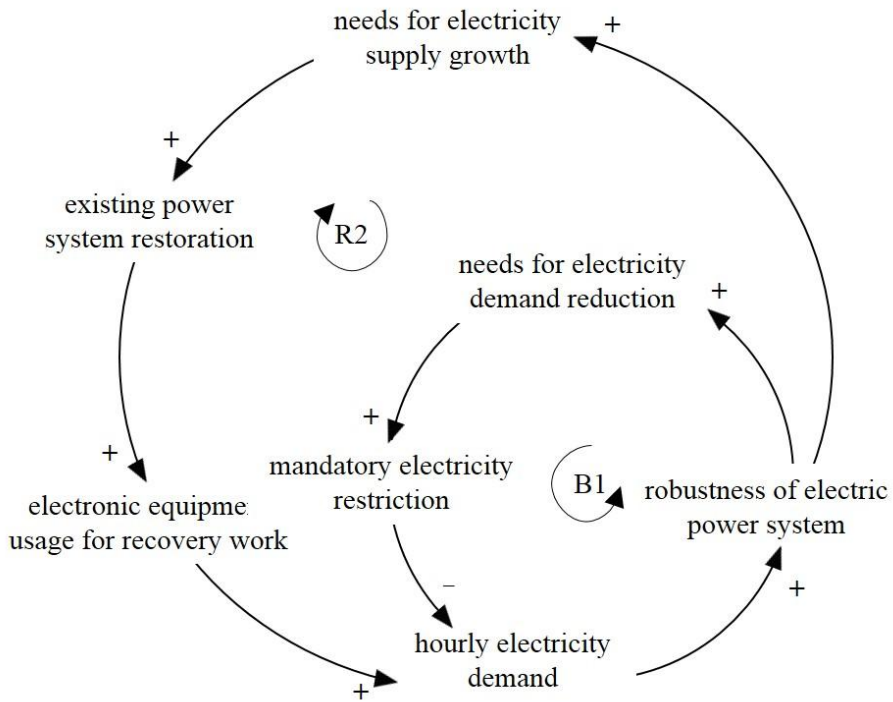 needs for electricity
supply growth
+
+
existing power
system restoration
R2
needs for electricity
demand reduction
+
+
mandatory electricity
restriction
B1
robustness of electric
power system
+
electronic equipme
usage for recovery work
–
+
hourly electricity
demand
+